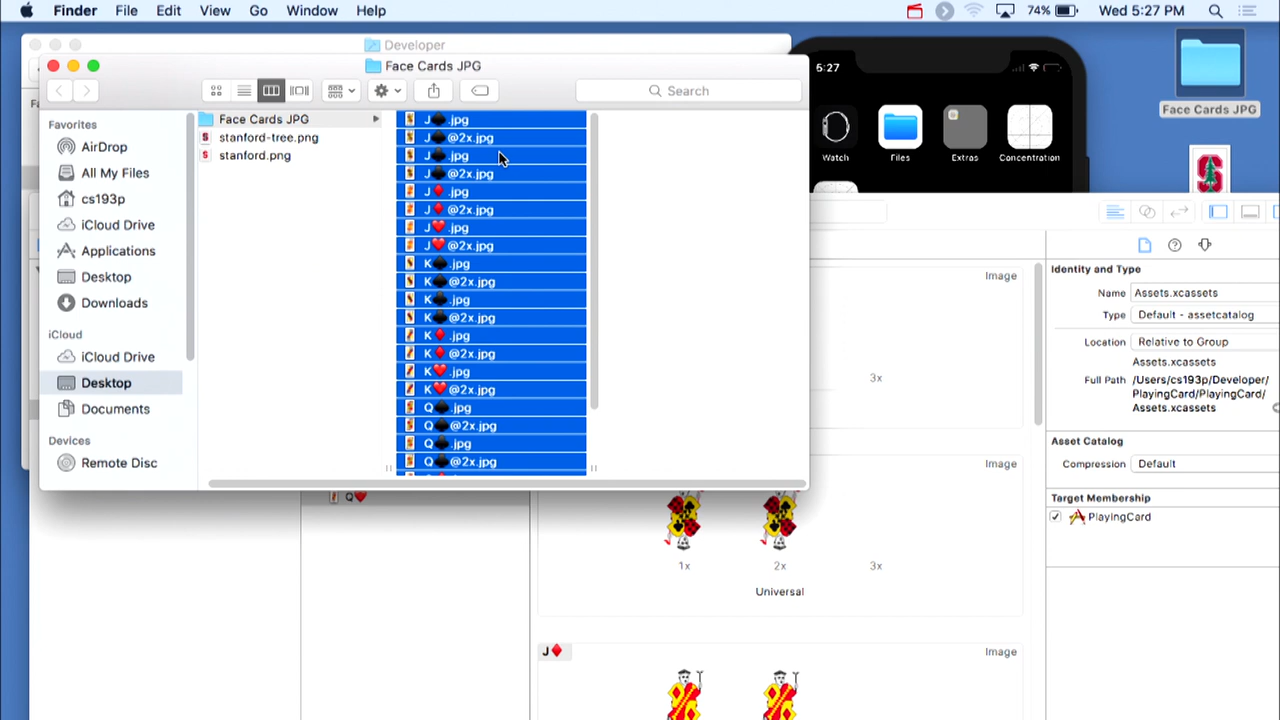 Finder File Edit View Go Window Help 74% Wed 5:27 PM
Developer
Face Cards JPG
Search
Favorites
AirDrop
All My Files
cs193p
iCloud Drive
Applications
Desktop
Downloads
iCloud
iCloud Drive
Desktop
Documents
Devices
Remote Disc
Face Cards JPG
stanford-tree.png
stanford.png
J♣️.jpg
J♣️@2x.jpg
J♠️.jpg
J♠️@2x.jpg
J♦️.jpg
J♦️@2x.jpg
J❤️.jpg
J❤️@2x.jpg
K♣️.jpg
K♣️@2x.jpg
K♠️.jpg
K♠️@2x.jpg
K♦️.jpg
K♦️@2x.jpg
K❤️.jpg
K❤️@2x.jpg
Q♣️.jpg
Q♣️@2x.jpg
Q♠️.jpg
Q♠️@2x.jpg
5:27
Watch Files Extras Concentration
Face Cards JPG
Q❤️
Image
3x
Image
1x 2x 3x
Universal
J♦️ Image
Identity and Type
Name Assets.xcassets
Type Default - assetcatalog
Location Relative to Group
Assets.xcassets
Full Path /Users/cs193p/Developer/
PlayingCard/PlayingCard/
Assets.xcassets
Asset Catalog
Compression Default
Target Membership
PlayingCard